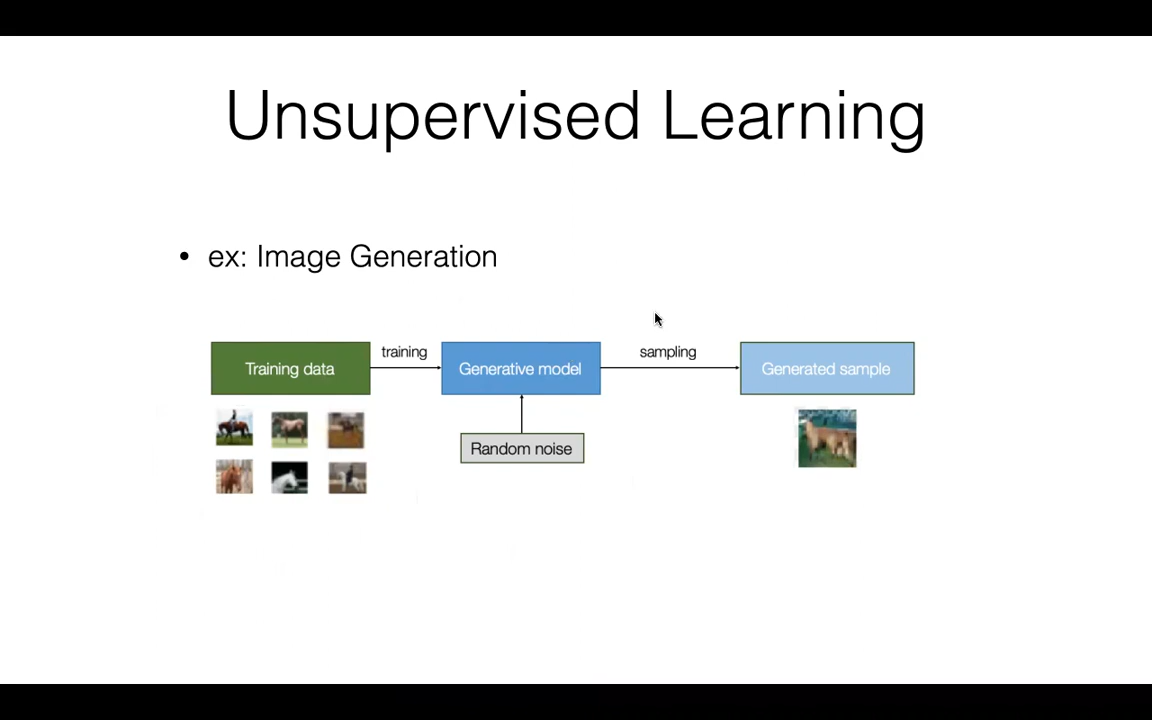 Unsupervised Learning
• ex: Image Generation
Training data
training
Generative model
sampling
Generated sample
Random noise